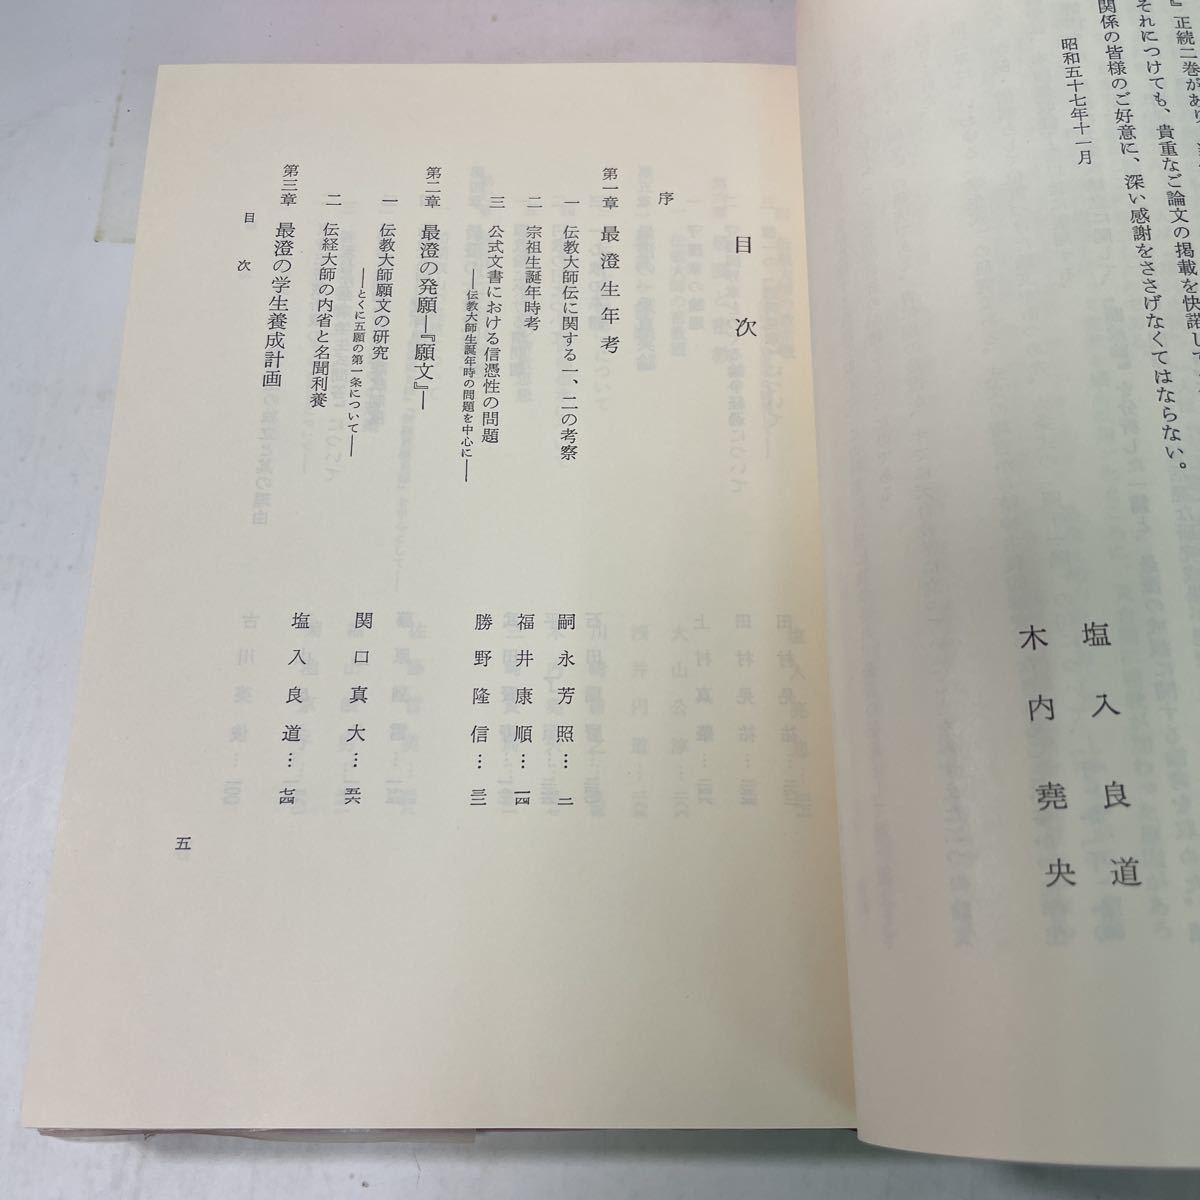 』正続二巻があり
それにつけても、貴重なご論文の掲載を快諾して
関係の皆様のご好意に、深い感謝をささげなくてはならない。
昭和五十七年十一月
塩入良道
木内堯央
目次
序
第一章 最澄生年考
一 伝教大師伝に関する一、二の考察 嗣永芳照… 二
二 宗祖生誕年時考 福井康順… 一四
三 公式文書における信憑性の問題 勝野隆信… 三三
――伝教大師生誕年時の問題を中心に――
第二章 最澄の発願―『願文』―
一 伝教大師願文の研究 関口真大… 五六
――とくに五願の第一条について――
二 伝経大師の内省と名聞利養 塩入良道… 七四
第三章 最澄の学生養成計画
目次
五